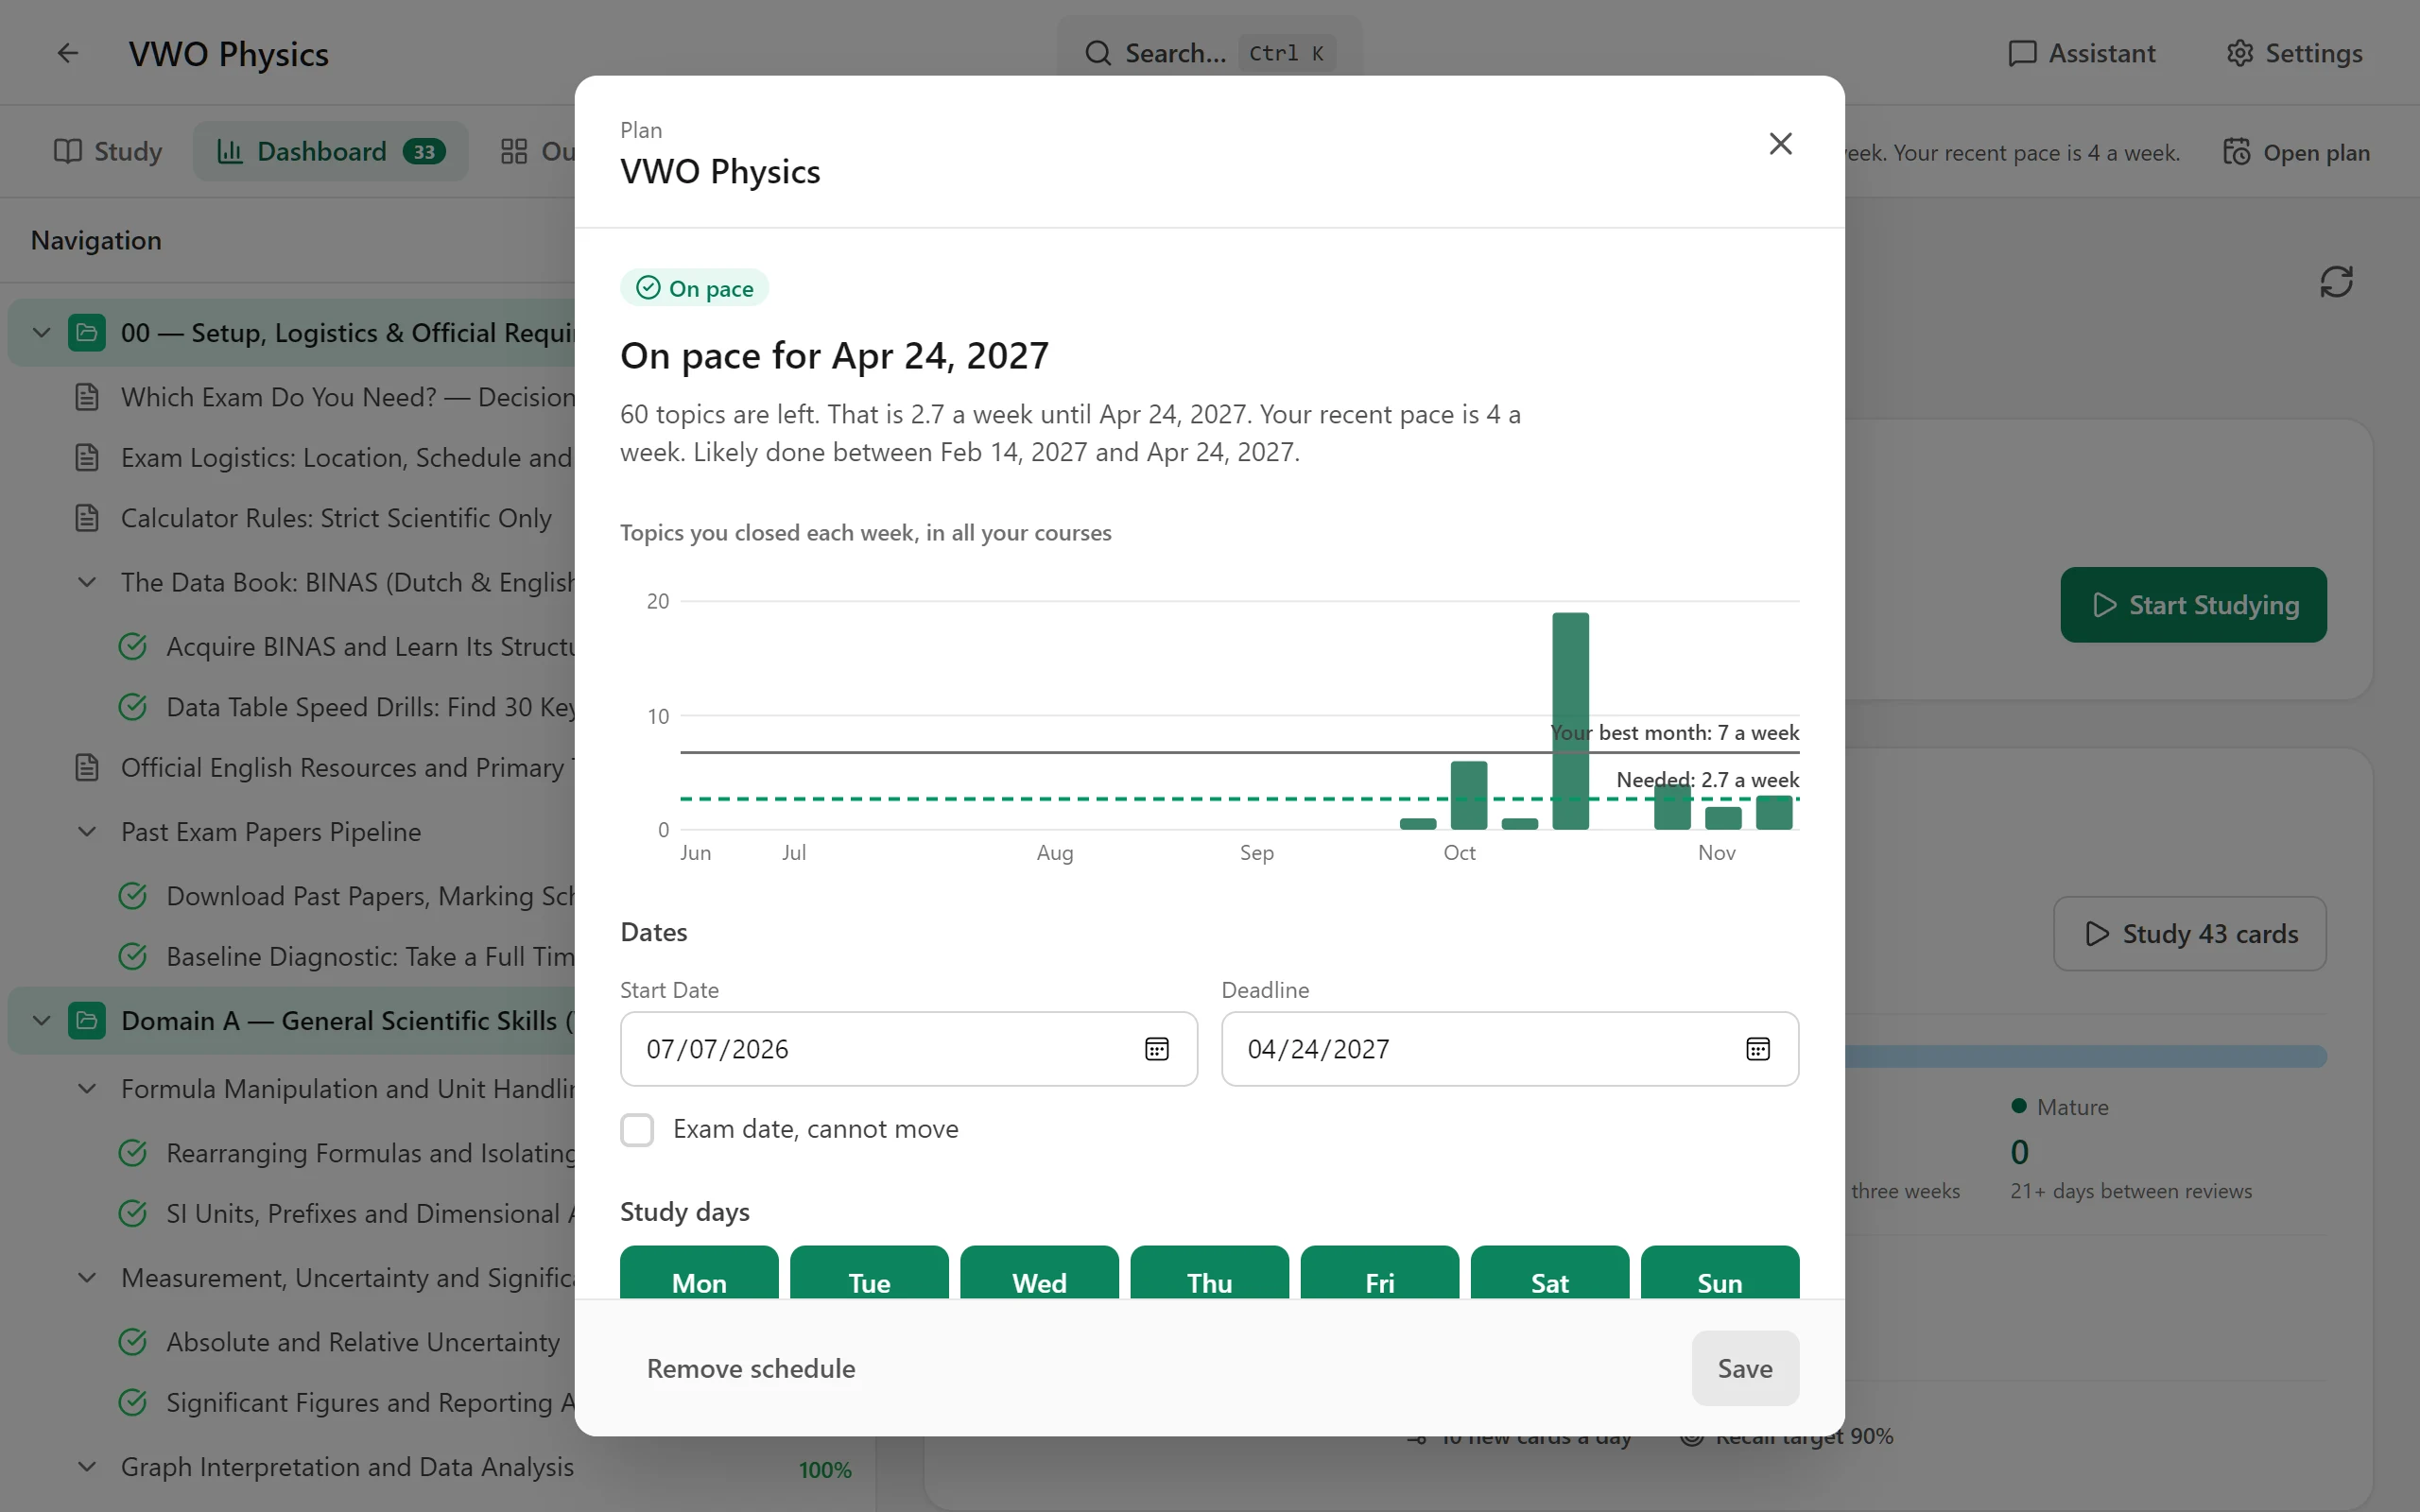 VWO Physics
Search... Ctrl K
Assistant
Settings
Study
Dashboard 33
Ou
eek. Your recent pace is 4 a week.
Open plan
Navigation
00 — Setup, Logistics & Official Requi
Which Exam Do You Need? — Decision
Exam Logistics: Location, Schedule and
Calculator Rules: Strict Scientific Only
The Data Book: BINAS (Dutch & English
Acquire BINAS and Learn Its Structu
Data Table Speed Drills: Find 30 Key
Official English Resources and Primary
Past Exam Papers Pipeline
Download Past Papers, Marking Sch
Baseline Diagnostic: Take a Full Tim
Domain A — General Scientific Skills (
Formula Manipulation and Unit Handlin
Rearranging Formulas and Isolating
SI Units, Prefixes and Dimensional A
Measurement, Uncertainty and Significa
Absolute and Relative Uncertainty
Significant Figures and Reporting A
Graph Interpretation and Data Analysis
100%
Plan
VWO Physics
On pace
On pace for Apr 24, 2027
60 topics are left. That is 2.7 a week until Apr 24, 2027. Your recent pace is 4 a
week. Likely done between Feb 14, 2027 and Apr 24, 2027.
Topics you closed each week, in all your courses
20
10
0
Your best month: 7 a week
Needed: 2.7 a week
Jun
Jul
Aug
Sep
Oct
Nov
Dates
Start Date
Deadline
07/07/2026
04/24/2027
Exam date, cannot move
Study days
Mon
Tue
Wed
Thu
Fri
Sat
Sun
Remove schedule
Save
Start Studying
Study 43 cards
Mature
0
three weeks
21+ days between reviews
10 new cards a day
Recall target 90%